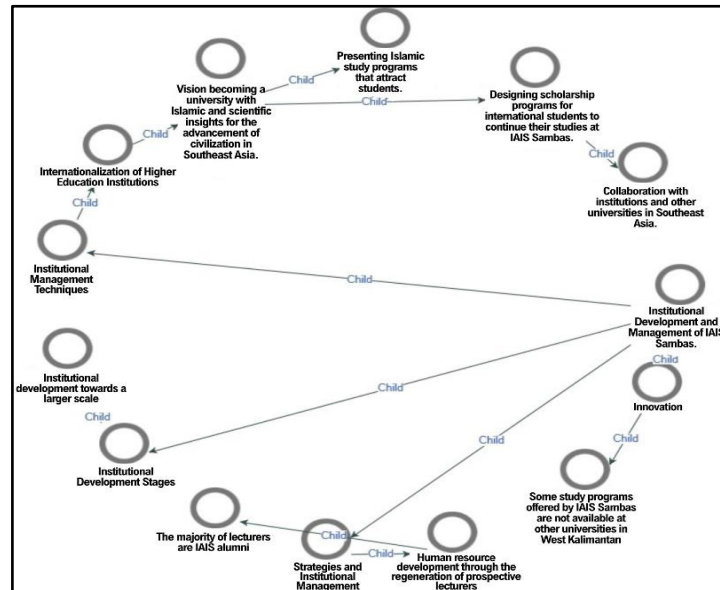 Presenting Islamic
study programs
that attract
students.
Child
Vision becoming a
university with
Islamic and scientific
insights for the
advancement of
civilization in
Southeast Asia.
Child
Designing scholarship
programs for
international students to
continue their studies at
IAIS Sambas.
Child
Internationalization of Higher
Education Institutions
Child
Collaboration with
institutions and other
universities in Southeast
Asia.
Child
Institutional Management
Techniques
Child
Institutional
Development and
Management of IAIS
Sambas.
Child
Institutional
development towards a
larger scale
Child
Innovation
Child
Child
Institutional
Development Stages
Child
Some study programs
offered by IAIS Sambas
are not available at
other universities in
West Kalimantan
The majority of lecturers
are IAIS alumni
Child
Strategies and
Institutional Management
Child
Human resource
development through the
regeneration of prospective
lecturers